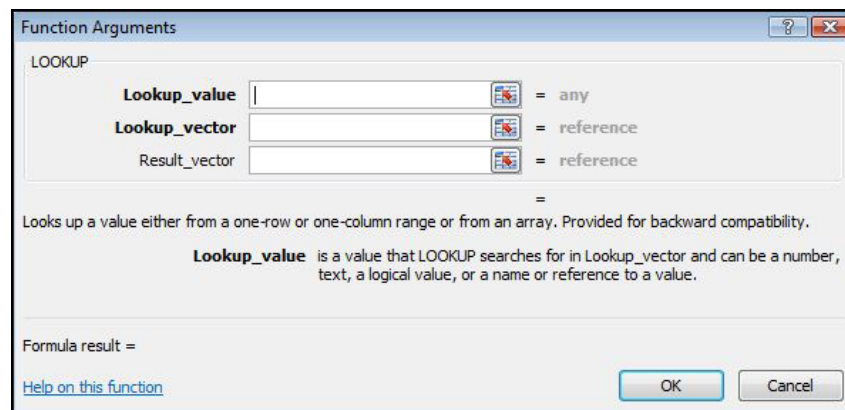 Function Arguments
?
LOOKUP
Lookup_value = any
Lookup_vector = reference
Result_vector = reference
=
Looks up a value either from a one-row or one-column range or from an array. Provided for backward compatibility.
Lookup_value is a value that LOOKUP searches for in Lookup_vector and can be a number,
text, a logical value, or a name or reference to a value.
Formula result =
Help on this function OK Cancel